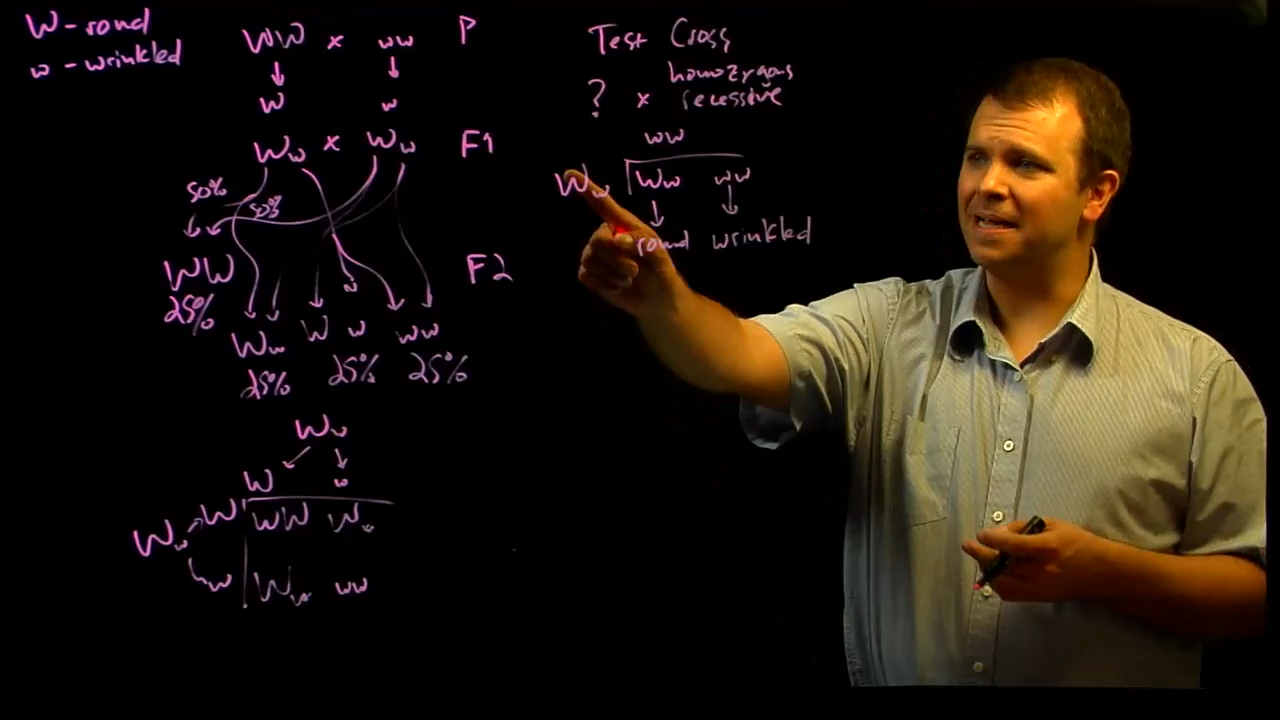 W - rond
w - wrinkled
WW x ww P
W w
Ww x Ww F1
50% 50%
WW F2
25%
w
Ww W w ww
25% 25% 25%
Ww
W w
Ww W WW Ww
w Ww ww
Test Cross
? x homozygous recessive
ww
Ww Ww ww
round wrinkled